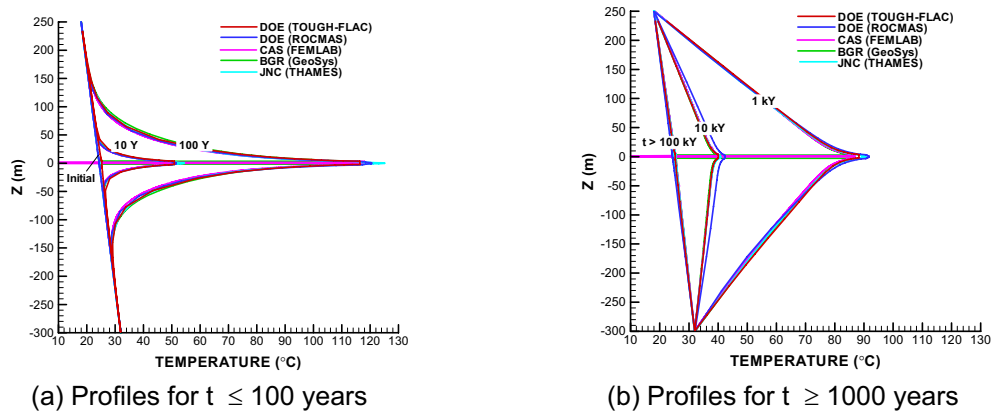 DOE (TOUGH-FLAC)
DOE (ROCMAS)
CAS (FEMLAB)
BGR (GeoSys)
JNC (THAMES)
250
200
150
100
50
0
-50
-100
-150
-200
-250
-300
Z (m)
10 Y
100 Y
Initial
10 20 30 40 50 60 70 80 90 100 110 120 130
TEMPERATURE (°C)
(a) Profiles for t ≤ 100 years
DOE (TOUGH-FLAC)
DOE (ROCMAS)
CAS (FEMLAB)
BGR (GeoSys)
JNC (THAMES)
250
200
150
100
50
0
-50
-100
-150
-200
-250
-300
Z (m)
1 kY
10 kY
t > 100 kY
10 20 30 40 50 60 70 80 90 100 110 120 130
TEMPERATURE (°C)
(b) Profiles for t ≥ 1000 years